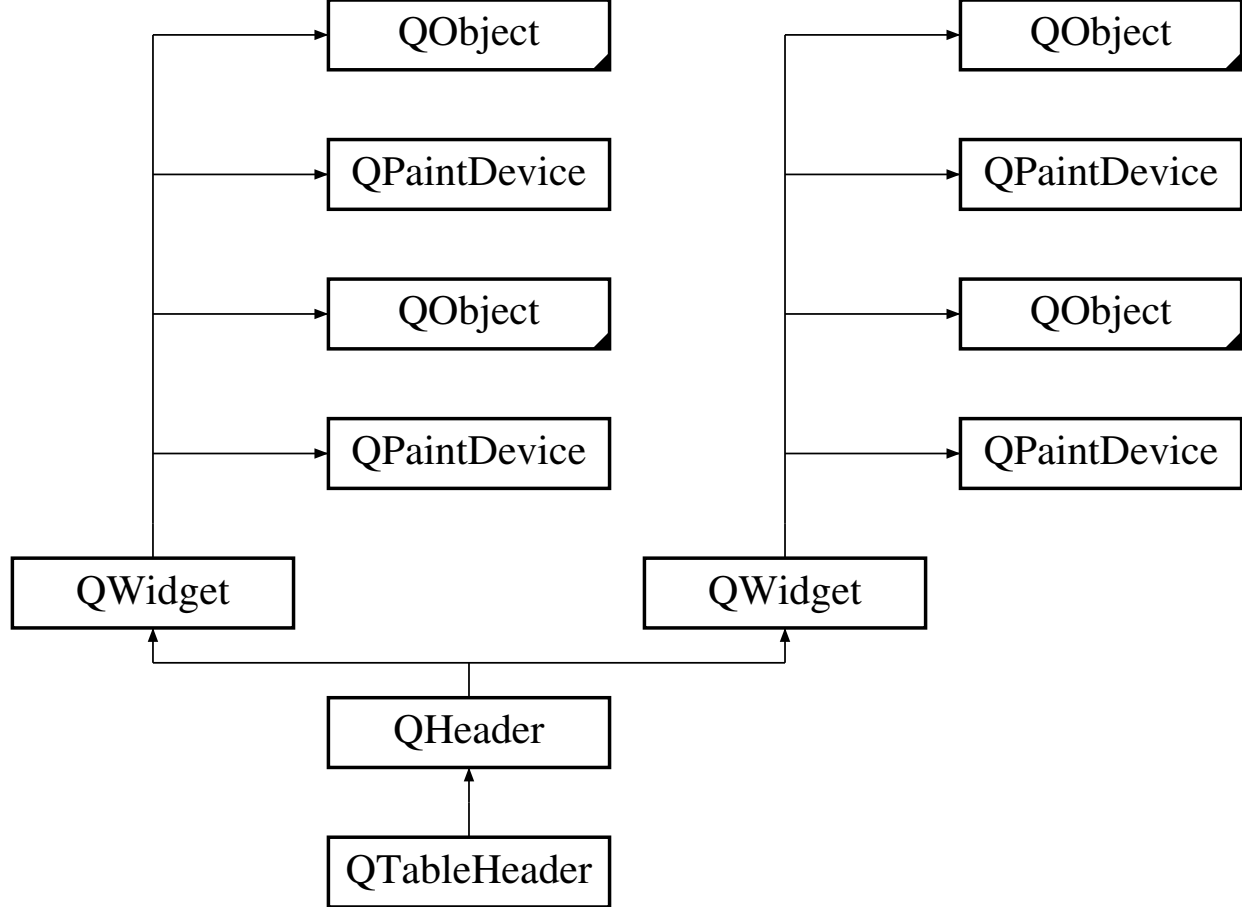 QObject
QObject
QPaintDevice
QPaintDevice
QObject
QObject
QPaintDevice
QPaintDevice
QWidget
QWidget
QHeader
QTableHeader